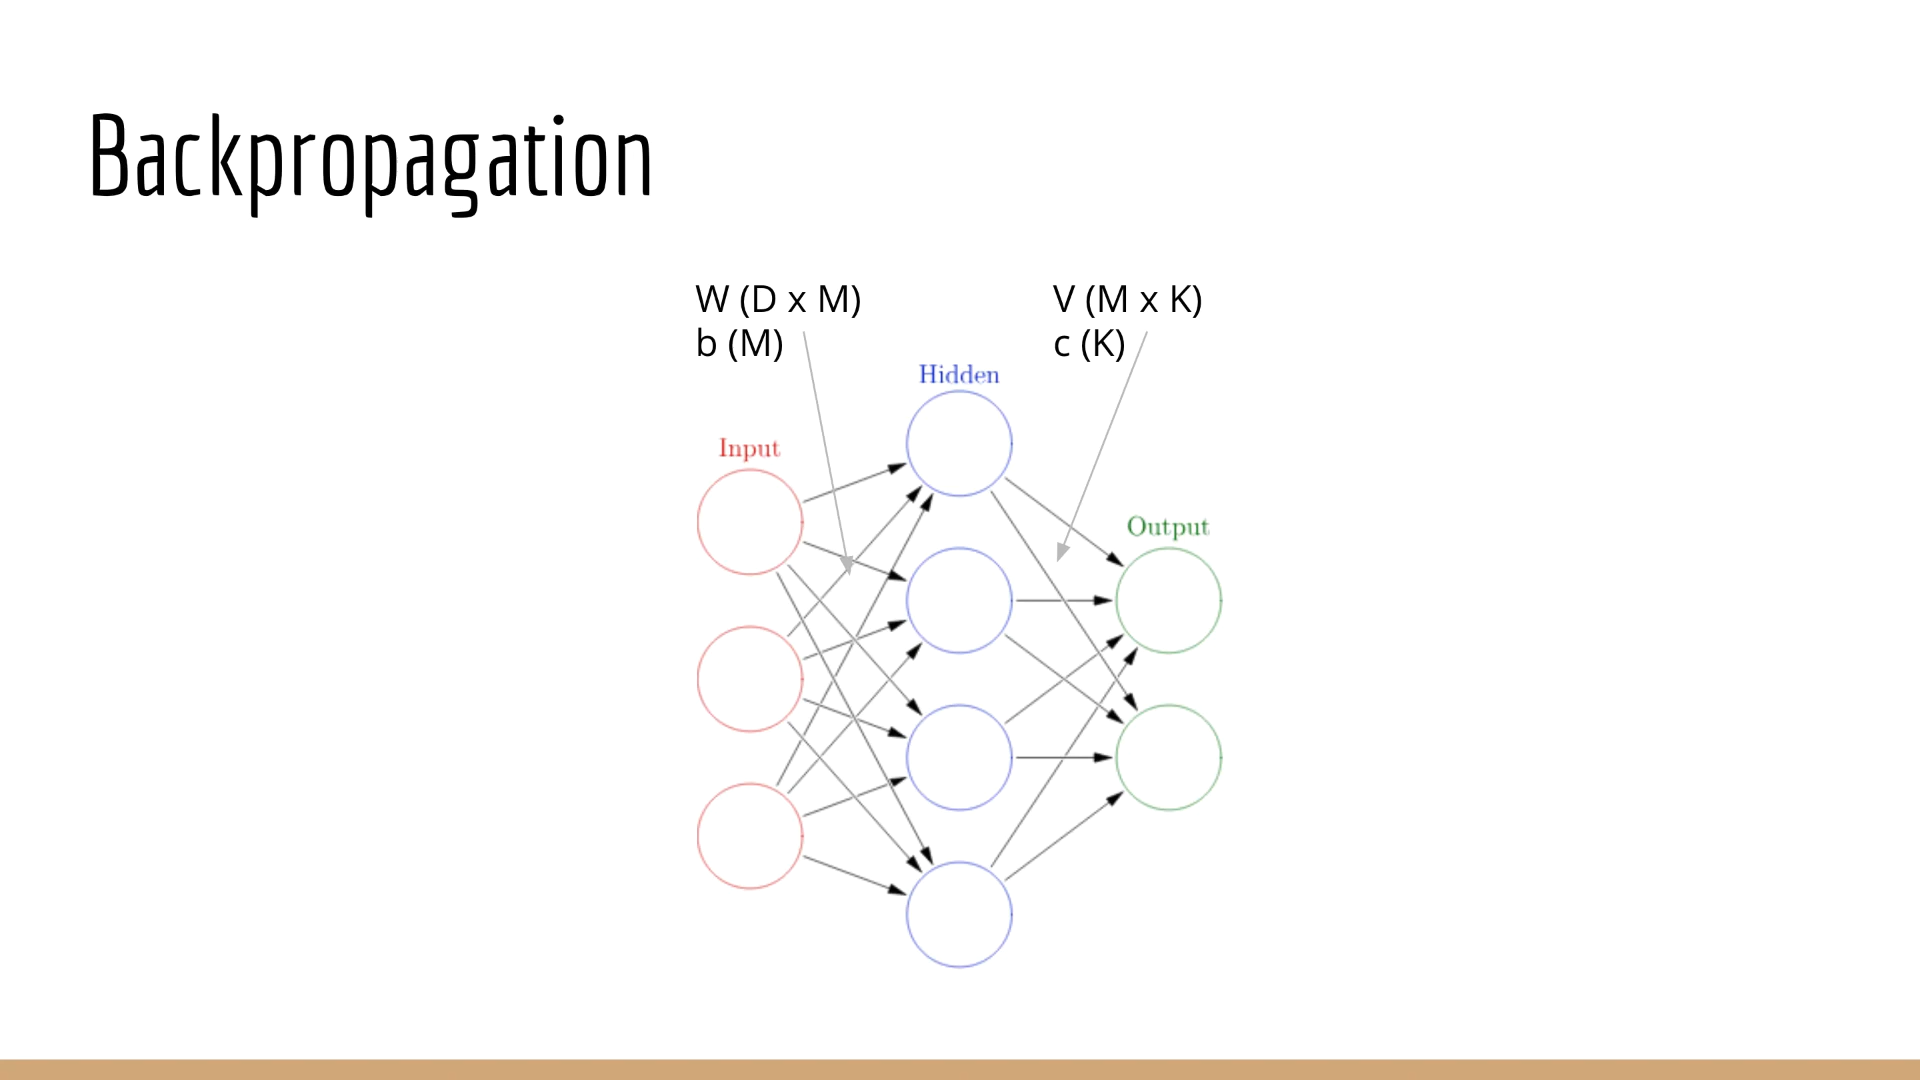 Backpropagation
W (D x M)
b (M)
V (M x K)
c (K)
Hidden
Input
Output